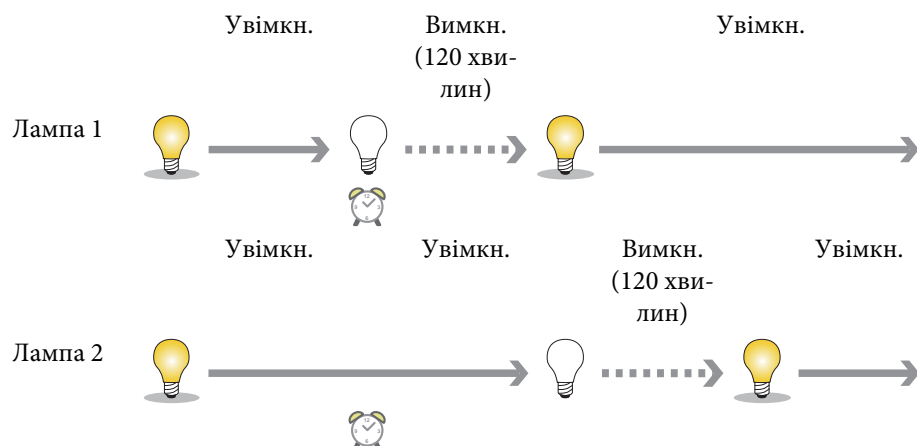 Увімкн. Вимкн. Увімкн.
(120 хви-
лин)
Лампа 1
Увімкн. Увімкн. Вимкн. Увімкн.
(120 хви-
лин)
Лампа 2